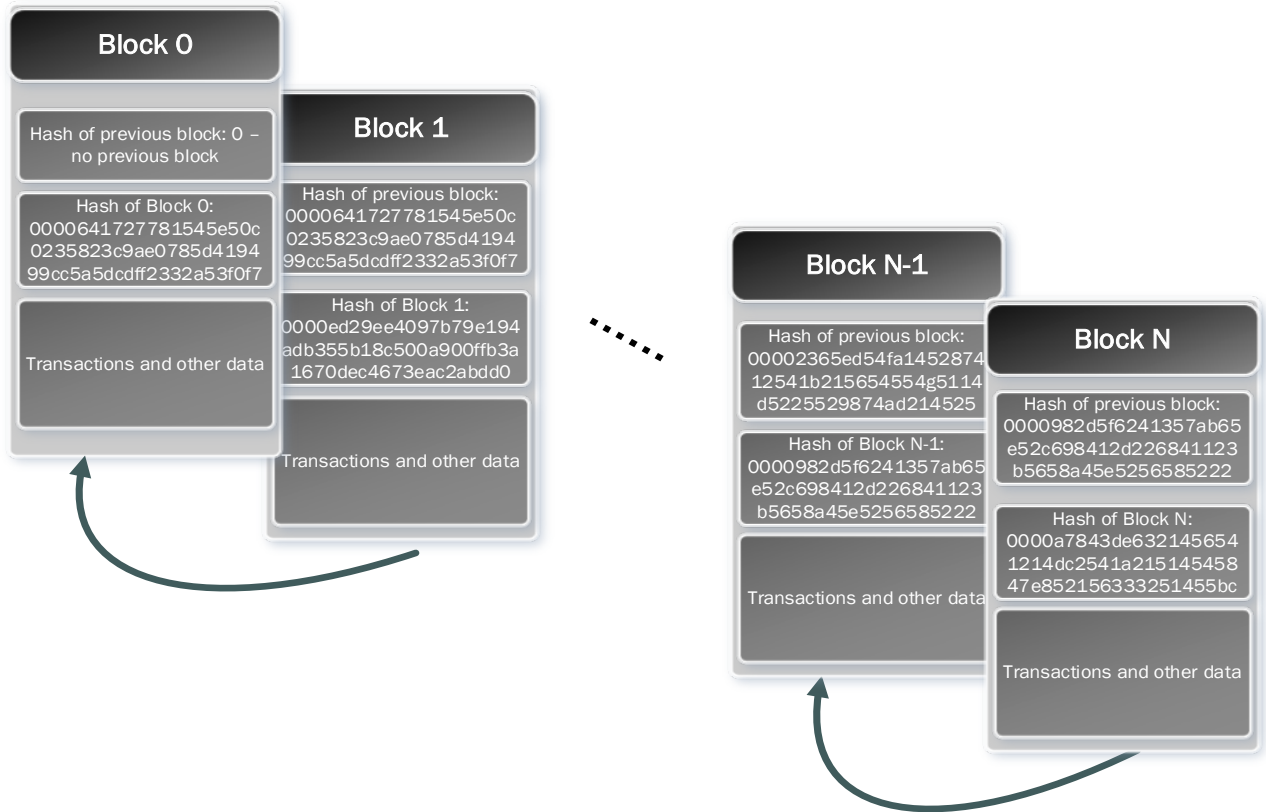 Block 0
Hash of previous block: 0 –
no previous block
Hash of Block 0:
0000641727781545e50c
0235823c9ae0785d4194
99cc5a5dcdff2332a53f0f7
Transactions and other data
Block 1
Hash of previous block:
0000641727781545e50c
0235823c9ae0785d4194
99cc5a5dcdff2332a53f0f7
Hash of Block 1:
0000ed29ee4097b79e194
adb355b18c500a900ffb3a
1670dec4673eac2abdd0
Transactions and other data
Block N-1
Hash of previous block:
00002365ed54fa1452874
12541b215654554g5114
d5225529874ad214525
Hash of Block N-1:
0000982d5f6241357ab65
e52c698412d226841123
b5658a45e5256585222
Transactions and other data
Block N
Hash of previous block:
0000982d5f6241357ab65
e52c698412d226841123
b5658a45e5256585222
Hash of Block N:
0000a7843de632145654
1214dc2541a215145458
47e852156333251455bc
Transactions and other data